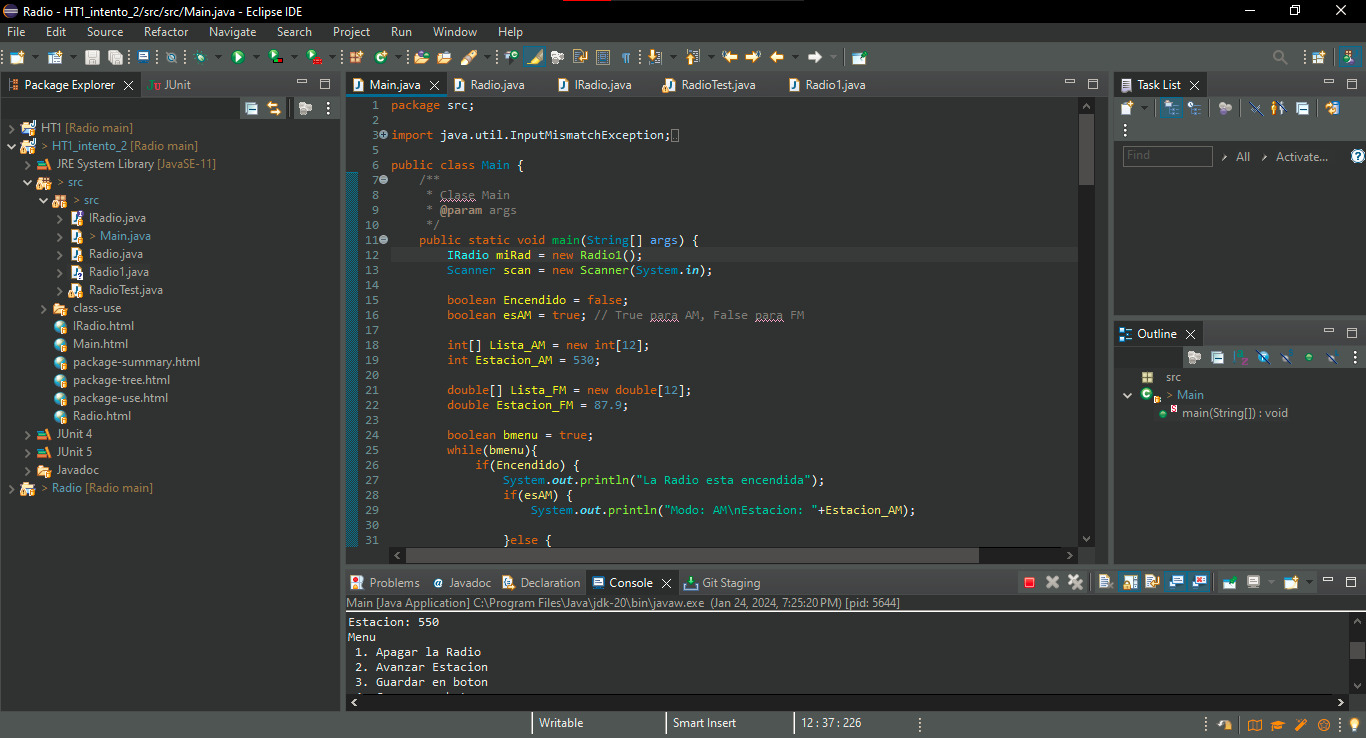 Radio - HT1_intento_2/src/src/Main.java - Eclipse IDE
File Edit Source Refactor Navigate Search Project Run Window Help
Package Explorer
JUnit
HT1 [Radio main]
> HT1_intento_2 [Radio main]
JRE System Library [JavaSE-11]
> src
> src
IRadio.java
> Main.java
Radio.java
Radio1.java
RadioTest.java
class-use
IRadio.html
Main.html
package-summary.html
package-tree.html
package-use.html
Radio.html
JUnit 4
JUnit 5
Javadoc
> Radio [Radio main]
Main.java Radio.java IRadio.java RadioTest.java Radio1.java
1 package src;
2
3 import java.util.InputMismatchException;
5
6 public class Main {
7 /**
8 * Clase Main
9 * @param args
10 */
11 public static void main(String[] args) {
12 IRadio miRad = new Radio1();
13 Scanner scan = new Scanner(System.in);
14
15 boolean Encendido = false;
16 boolean esAM = true; // True para AM, False para FM
17
18 int[] Lista_AM = new int[12];
19 int Estacion_AM = 530;
20
21 double[] Lista_FM = new double[12];
22 double Estacion_FM = 87.9;
23
24 boolean bmenu = true;
25 while(bmenu){
26 if(Encendido) {
27 System.out.println("La Radio esta encendida");
28 if(esAM) {
29 System.out.println("Modo: AM\nEstacion: "+Estacion_AM);
30
31 }else {
Task List
Find
All
Activate...
Outline
src
> Main
main(String[]) : void
Problems Javadoc Declaration Console Git Staging
Main [Java Application] C:\Program Files\Java\jdk-20\bin\javaw.exe (Jan 24, 2024, 7:25:20 PM) [pid: 5644]
Estacion: 550
Menu
1. Apagar la Radio
2. Avanzar Estacion
3. Guardar en boton
Writable
Smart Insert
12 : 37 : 226